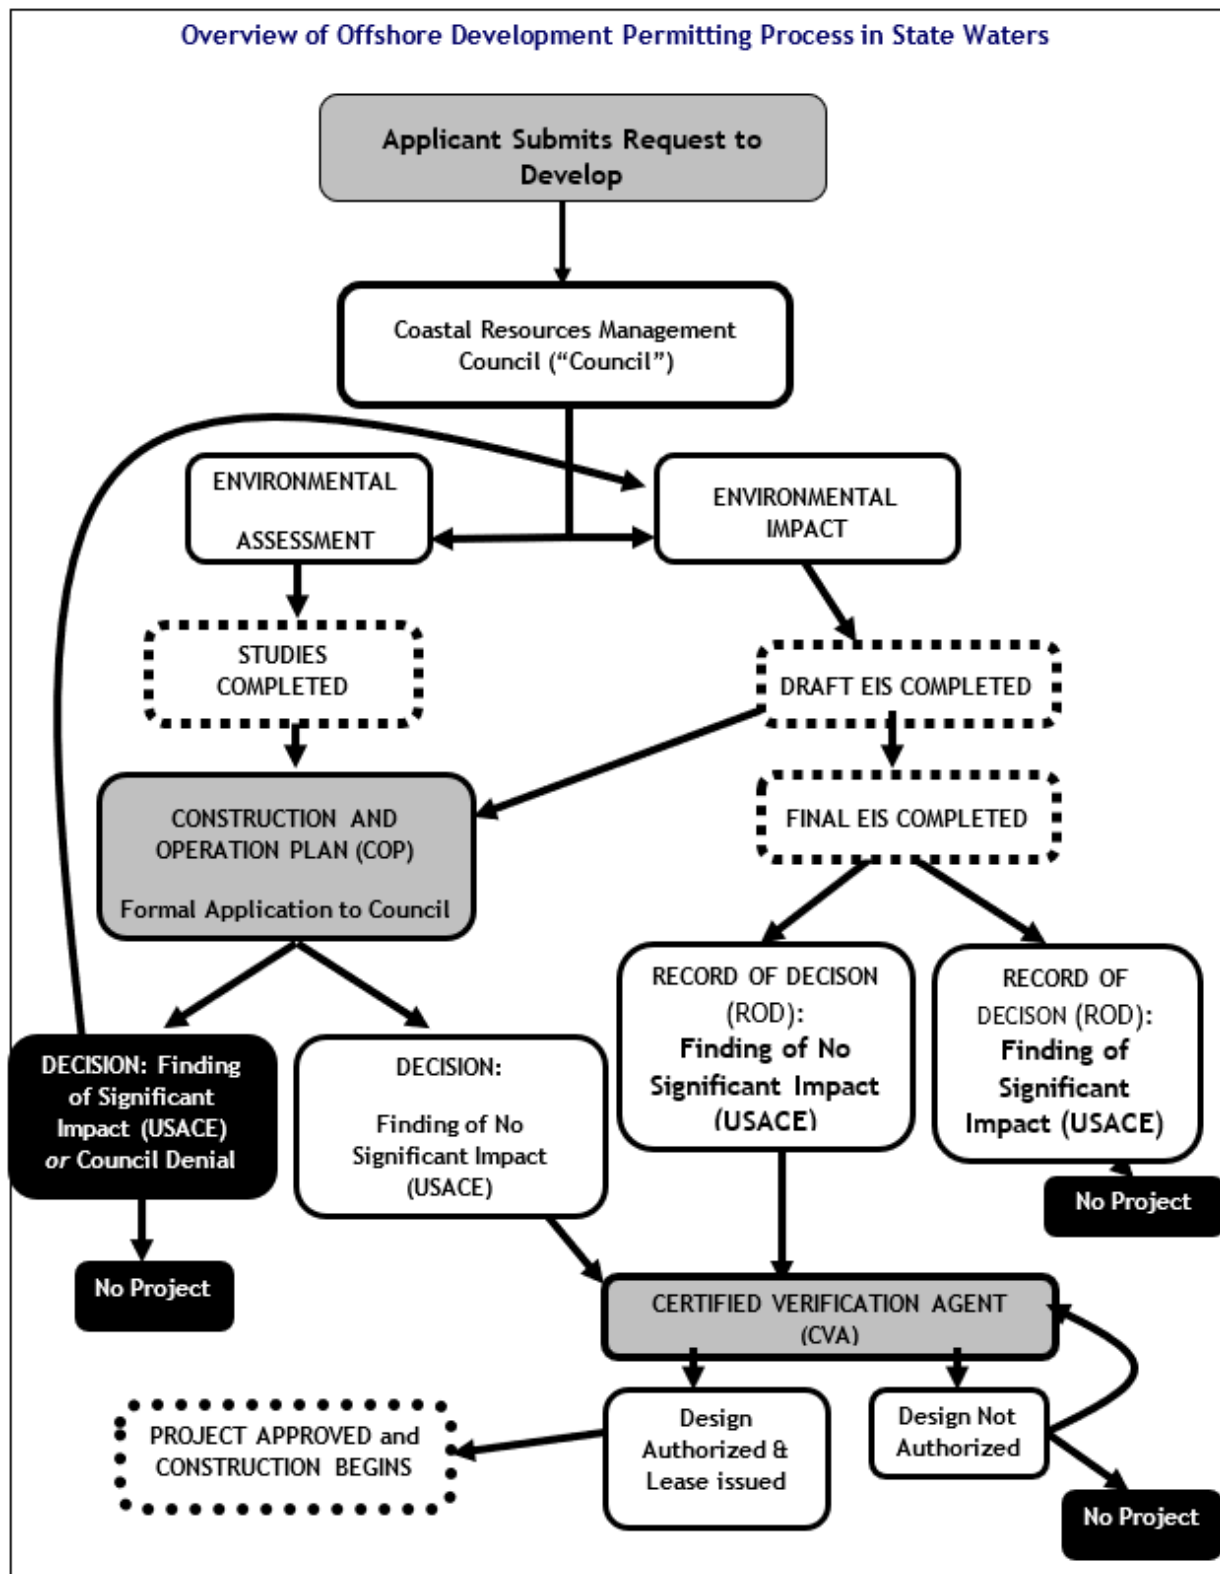 Overview of Offshore Development Permitting Process in State Waters
Applicant Submits Request to
Develop
Coastal Resources Management
Council (“Council”)
ENVIRONMENTAL
ASSESSMENT
ENVIRONMENTAL
IMPACT
STUDIES
COMPLETED
DRAFT EIS COMPLETED
CONSTRUCTION AND
OPERATION PLAN (COP)
Formal Application to Council
FINAL EIS COMPLETED
RECORD OF DECISON
(ROD):
Finding of No
Significant Impact
(USACE)
RECORD OF
DECISON (ROD):
Finding of
Significant
Impact (USACE)
DECISION: Finding
of Significant
Impact (USACE)
or Council Denial
DECISION:
Finding of No
Significant Impact
(USACE)
No Project
No Project
CERTIFIED VERIFICATION AGENT
(CVA)
PROJECT APPROVED and
CONSTRUCTION BEGINS
Design
Authorized &
Lease issued
Design Not
Authorized
No Project